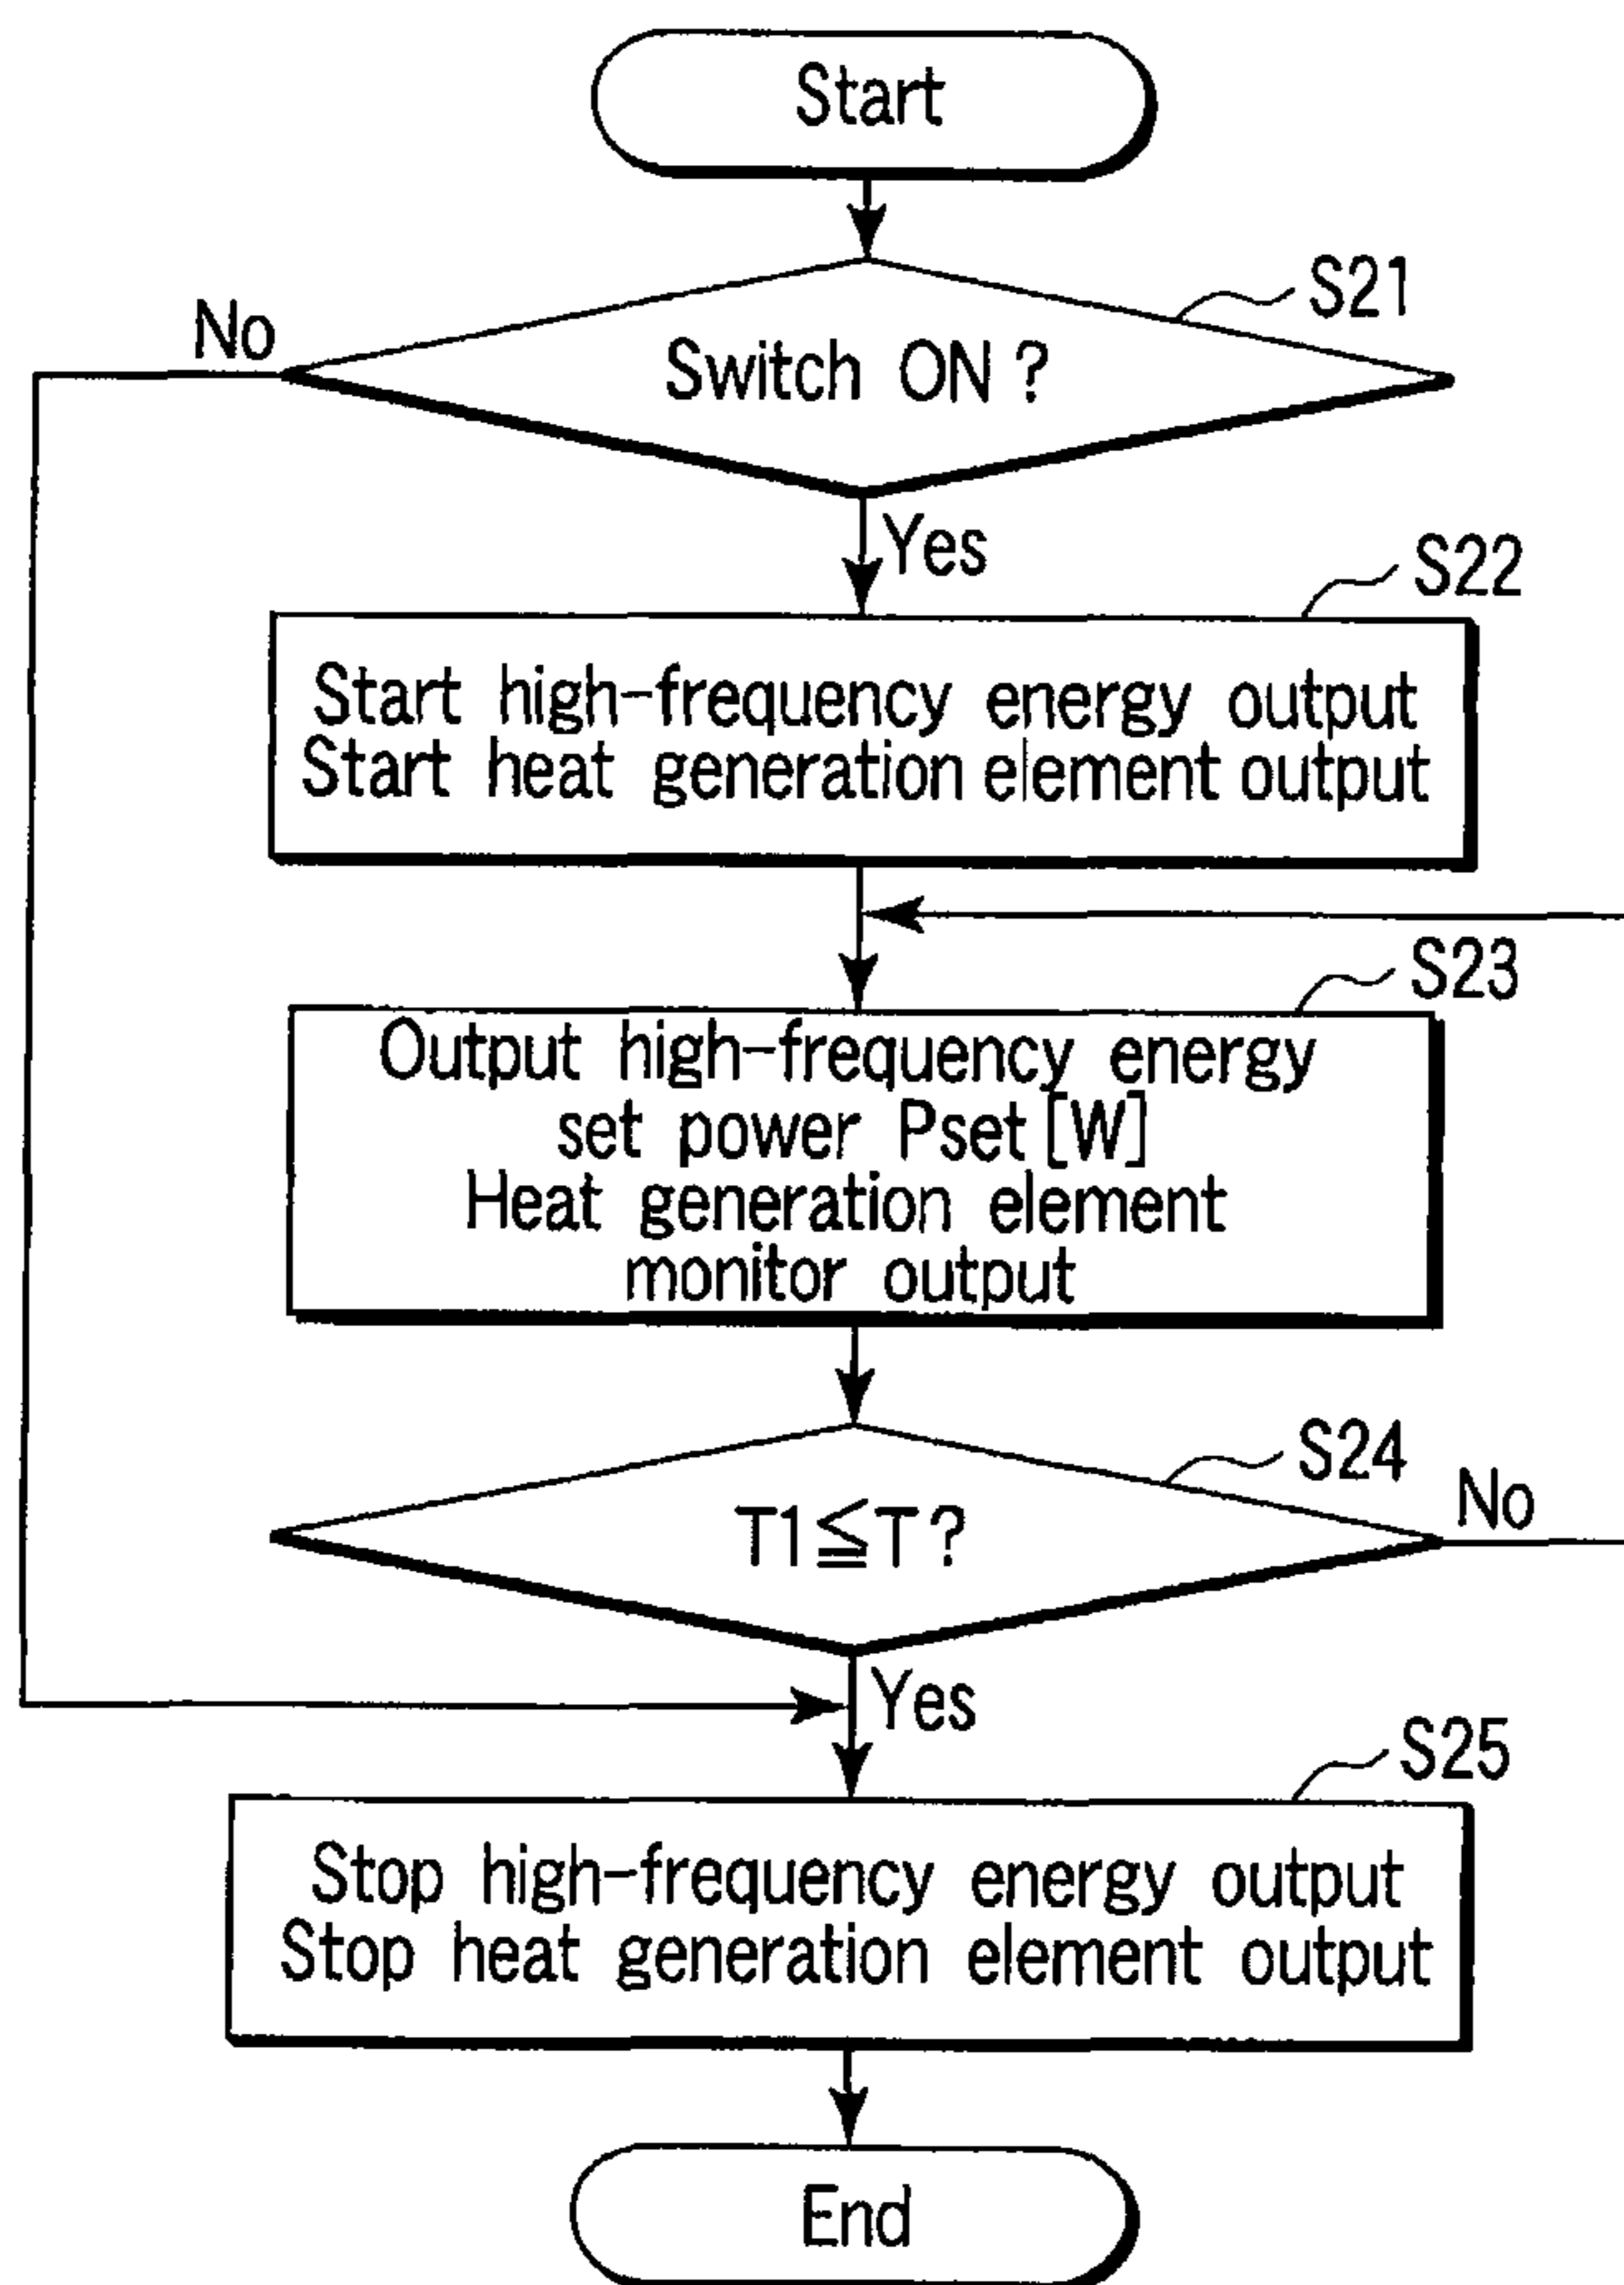 Start
S21
No
Switch ON ?
Yes
S22
Start high-frequency energy output
Start heat generation element output
S23
Output high-frequency energy
set power Pset [W]
Heat generation element
monitor output
S24
No
T1≦T?
Yes
S25
Stop high-frequency energy output
Stop heat generation element output
End